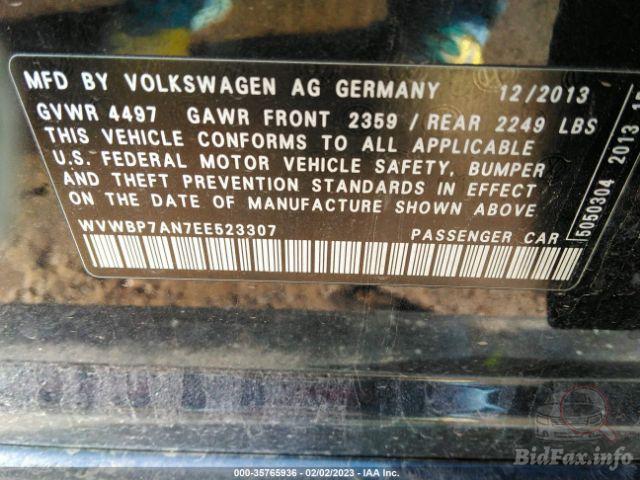 MFD BY VOLKSWAGEN AG GERMANY 12/2013
GVWR 4497 GAWR FRONT 2359 / REAR 2249 LBS
THIS VEHICLE CONFORMS TO ALL APPLICABLE
U.S. FEDERAL MOTOR VEHICLE SAFETY, BUMPER
AND THEFT PREVENTION STANDARDS IN EFFECT
ON THE DATE OF MANUFACTURE SHOWN ABOVE.
WVWBP7AN7EE523307 PASSENGER CAR
5050304 2013
BidFax.info
000-35765936 - 02/02/2023 - IAA Inc.